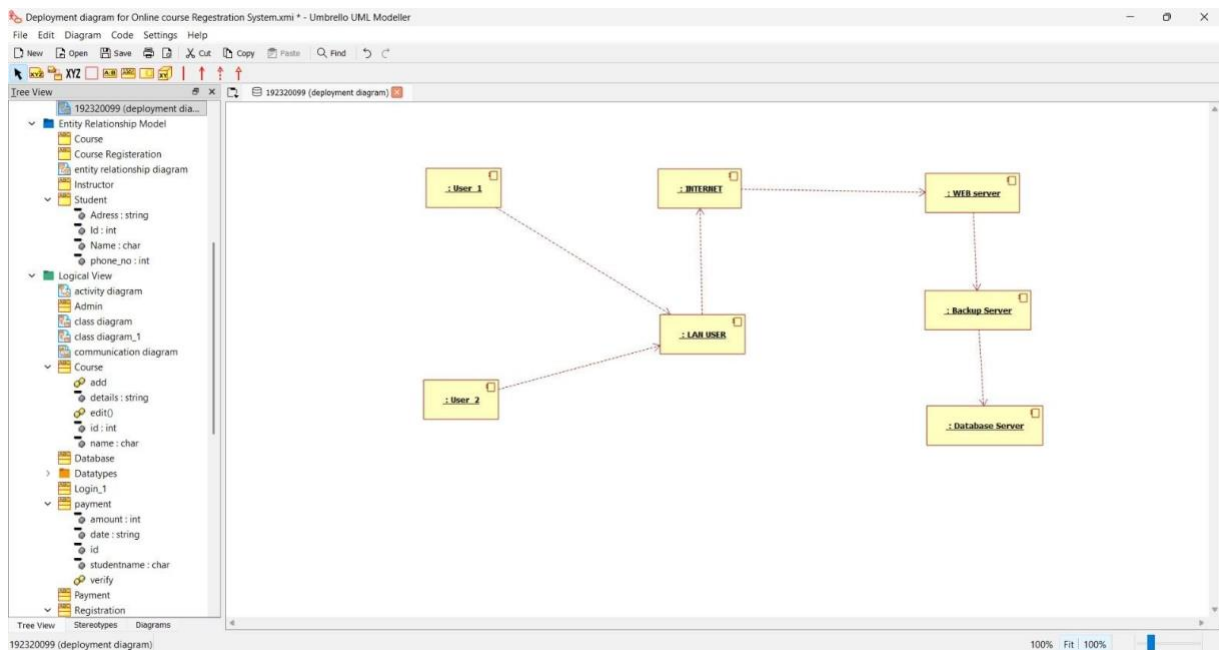 Deployment diagram for Online course Regestration System.xmi * - Umbrello UML Modeller
File Edit Diagram Code Settings Help
New Open Save Cut Copy Paste Find
XYZ XYZ A.B ABC XY
Tree View
192320099 (deployment diagram)
192320099 (deployment dia...
Entity Relationship Model
Course
Course Registeration
entity relationship diagram
Instructor
Student
Adress : string
Id : int
Name : char
phone_no : int
Logical View
activity diagram
Admin
class diagram
class diagram_1
communication diagram
Course
add
details : string
edit()
id : int
name : char
Database
Datatypes
Login_1
payment
amount : int
date : string
id
studentname : char
verify
Payment
Registration
Tree View Stereotypes Diagrams
: User_1
: INTERNET
: WEB server
: Backup Server
: LAN USER
: User_2
: Database Server
192320099 (deployment diagram)
100% Fit 100%